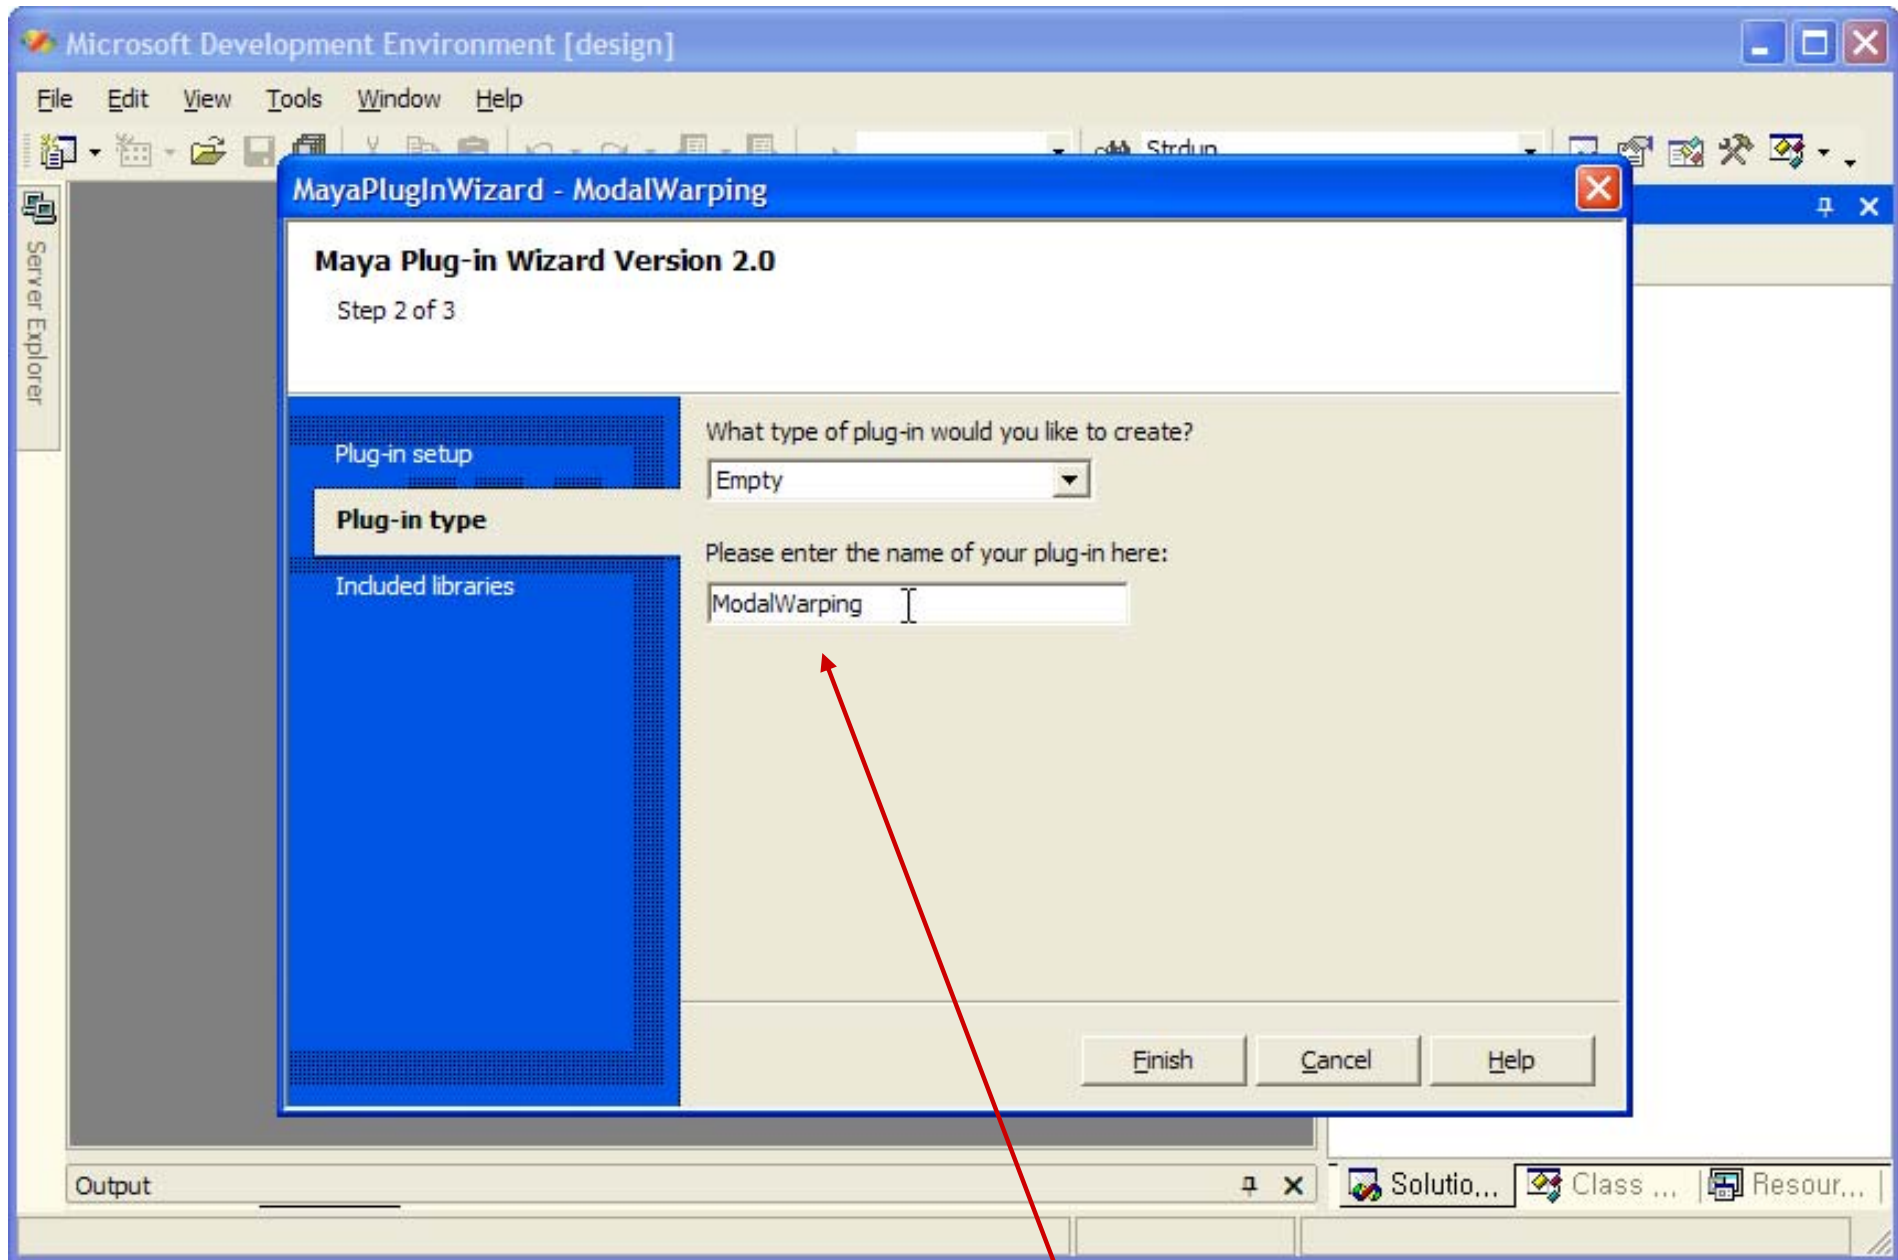 Microsoft Development Environment [design]
File Edit View Tools Window Help
Strdup
Server Explorer
MayaPlugInWizard - ModalWarping
Maya Plug-in Wizard Version 2.0
Step 2 of 3
Plug-in setup
Plug-in type
Included libraries
What type of plug-in would you like to create?
Empty
Please enter the name of your plug-in here:
ModalWarping
Finish Cancel Help
Output
Solutio... Class ... Resour...